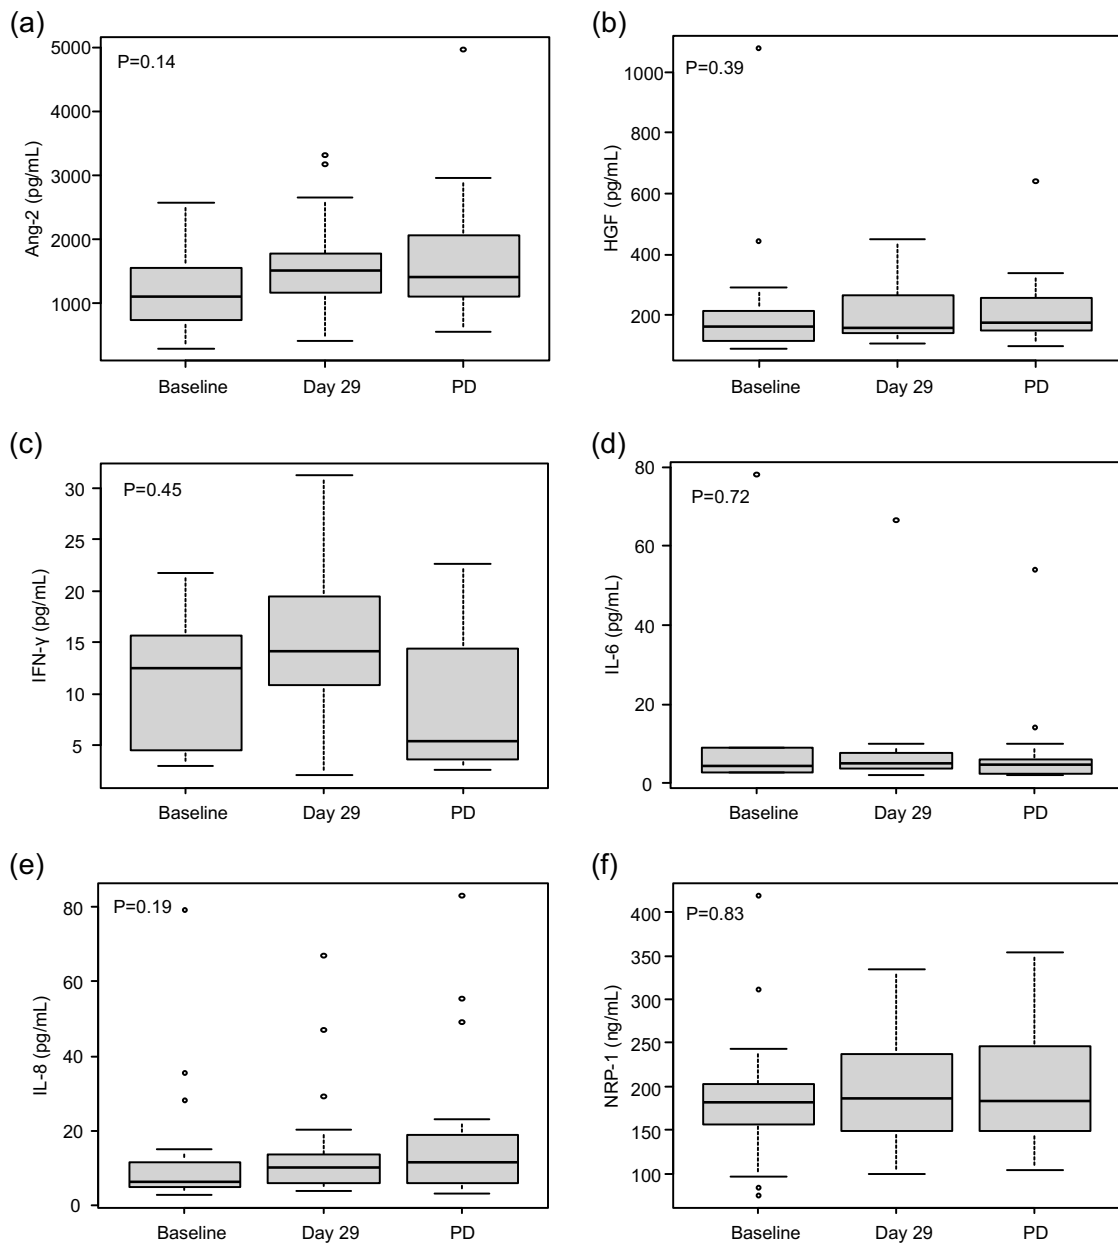 (a)
P=0.14
Ang-2 (pg/mL)
5000
4000
3000
2000
1000
Baseline Day 29 PD
(b)
P=0.39
HGF (pg/mL)
1000
800
600
400
200
Baseline Day 29 PD
(c)
P=0.45
IFN-γ (pg/mL)
30
25
20
15
10
5
Baseline Day 29 PD
(d)
P=0.72
IL-6 (pg/mL)
80
60
40
20
0
Baseline Day 29 PD
(e)
P=0.19
IL-8 (pg/mL)
80
60
40
20
0
Baseline Day 29 PD
(f)
P=0.83
NRP-1 (ng/mL)
400
350
300
250
200
150
100
Baseline Day 29 PD